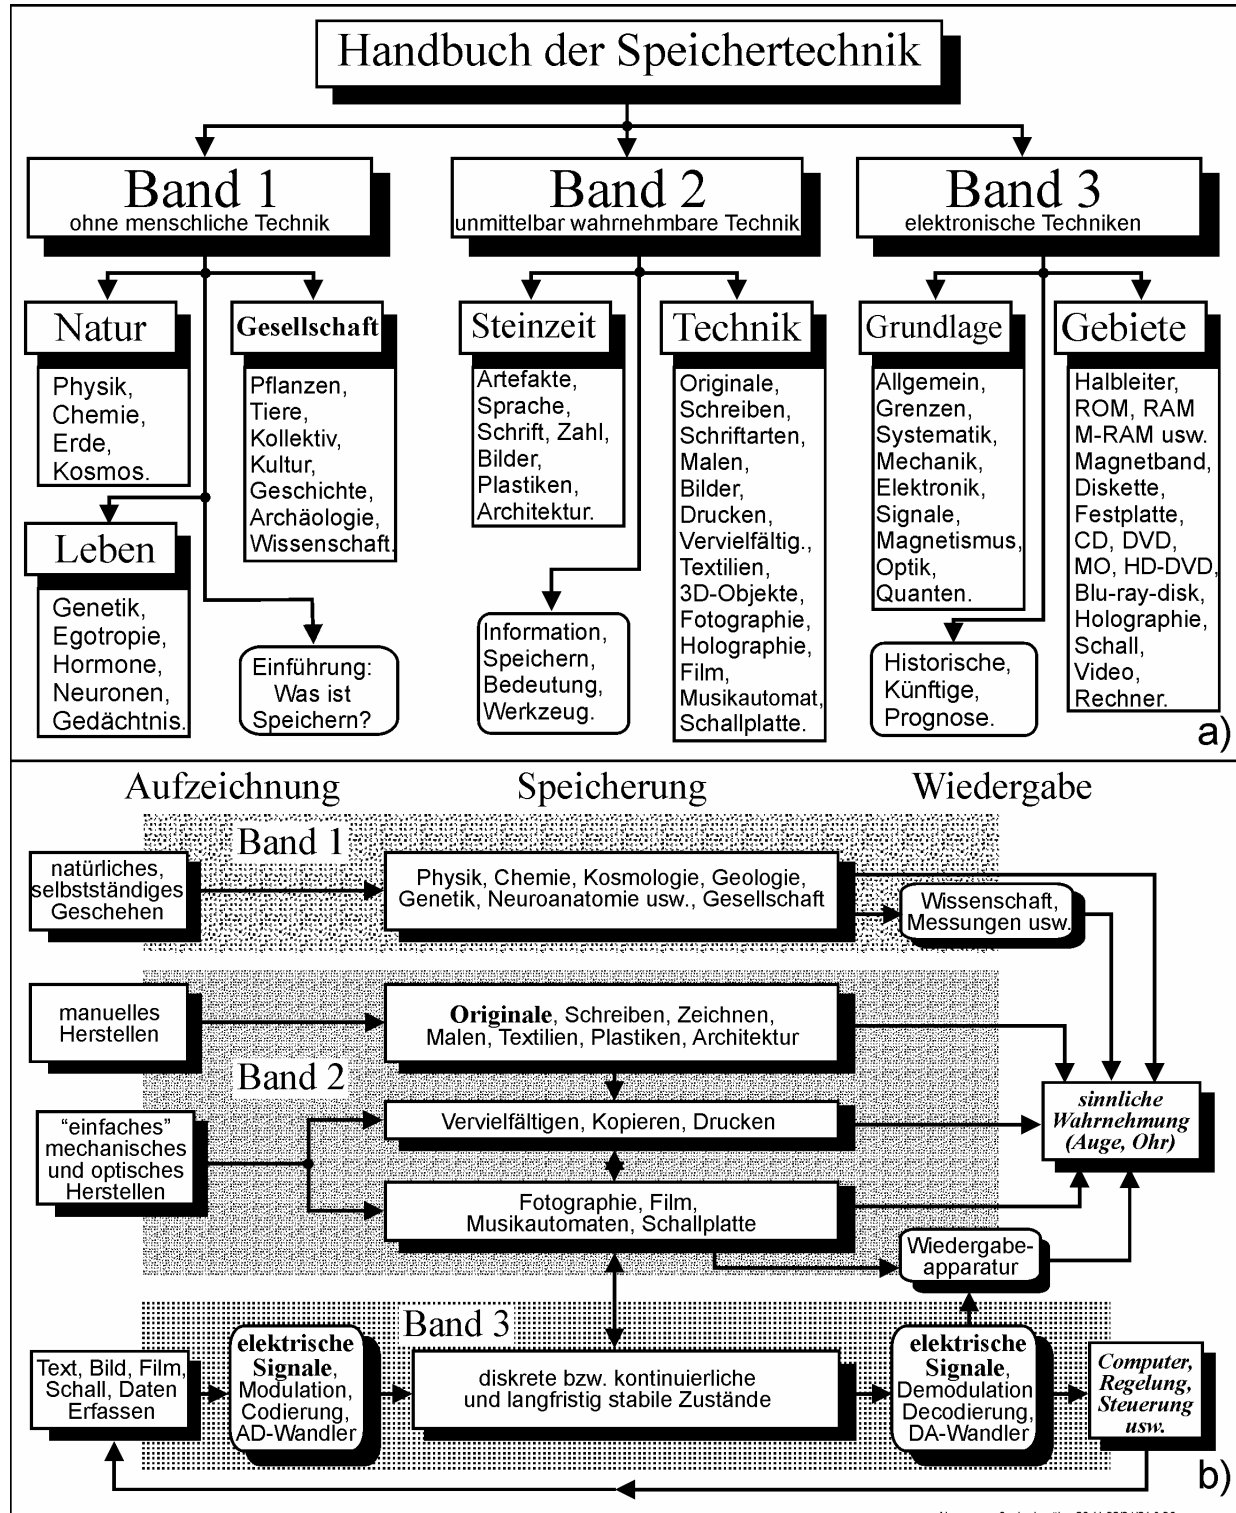 Handbuch der Speichertechnik
Band 1
ohne menschliche Technik
Band 2
unmittelbar wahrnehmbare Technik
Band 3
elektronische Techniken
Natur
Physik,
Chemie,
Erde,
Kosmos.
Leben
Genetik,
Egotropie,
Hormone,
Neuronen,
Gedächtnis.
Gesellschaft
Pflanzen,
Tiere,
Kollektiv,
Kultur,
Geschichte,
Archäologie,
Wissenschaft.
Einführung:
Was ist
Speichern?
Steinzeit
Artefakte,
Sprache,
Schrift, Zahl,
Bilder,
Plastiken,
Architektur.
Information,
Speichern,
Bedeutung,
Werkzeug.
Technik
Originale,
Schreiben,
Schriftarten,
Malen,
Bilder,
Drucken,
Vervielfältig.,
Textilien,
3D-Objekte,
Fotographie,
Holographie,
Film,
Musikautomat,
Schallplatte.
Grundlage
Allgemein,
Grenzen,
Systematik,
Mechanik,
Elektronik,
Signale,
Magnetismus,
Optik,
Quanten.
Historische,
Künftige,
Prognose.
Gebiete
Halbleiter,
ROM, RAM
M-RAM usw.
Magnetband,
Diskette,
Festplatte,
CD, DVD,
MO, HD-DVD,
Blu-ray-disk,
Holographie,
Schall,
Video,
Rechner.
a)
Aufzeichnung
Speicherung
Wiedergabe
Band 1
natürliches,
selbstständiges
Geschehen
Physik, Chemie, Kosmologie, Geologie,
Genetik, Neuroanatomie usw., Gesellschaft
Wissenschaft,
Messungen usw.
manuelles
Herstellen
Originale, Schreiben, Zeichnen,
Malen, Textilien, Plastiken, Architektur
Band 2
"einfaches"
mechanisches
und optisches
Herstellen
Vervielfältigen, Kopieren, Drucken
Fotographie, Film,
Musikautomaten, Schallplatte
sinnliche
Wahrnehmung
(Auge, Ohr)
Wiedergabe-
apparatur
Band 3
Text, Bild, Film,
Schall, Daten
Erfassen
elektrische
Signale,
Modulation,
Codierung,
AD-Wandler
diskrete bzw. kontinuierliche
und langfristig stabile Zustände
elektrische
Signale,
Demodulation
Decodierung,
DA-Wandler
Computer,
Regelung,
Steuerung
usw.
b)